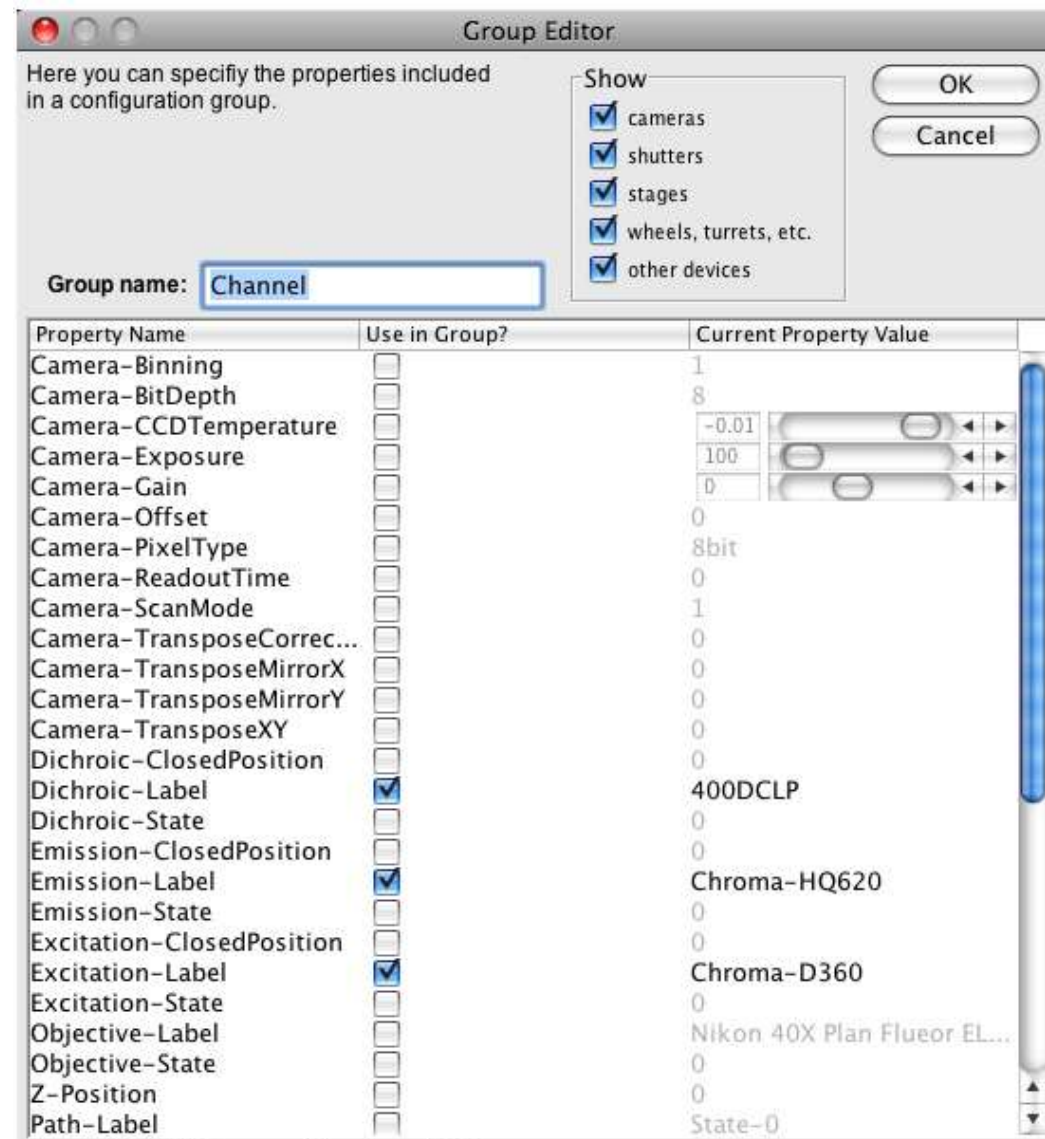 Group Editor
Here you can specifiy the properties included
in a configuration group.
Show
cameras
shutters
stages
wheels, turrets, etc.
other devices
OK
Cancel
Group name: Channel
Property Name Use in Group? Current Property Value
Camera-Binning 1
Camera-BitDepth 8
Camera-CCDTemperature -0.01
Camera-Exposure 100
Camera-Gain 0
Camera-Offset 0
Camera-PixelType 8bit
Camera-ReadoutTime 0
Camera-ScanMode 1
Camera-TransposeCorrec... 0
Camera-TransposeMirrorX 0
Camera-TransposeMirrorY 0
Camera-TransposeXY 0
Dichroic-ClosedPosition 0
Dichroic-Label 400DCLP
Dichroic-State 0
Emission-ClosedPosition 0
Emission-Label Chroma-HQ620
Emission-State 0
Excitation-ClosedPosition 0
Excitation-Label Chroma-D360
Excitation-State 0
Objective-Label Nikon 40X Plan Flueor EL...
Objective-State 0
Z-Position 0
Path-Label State-0